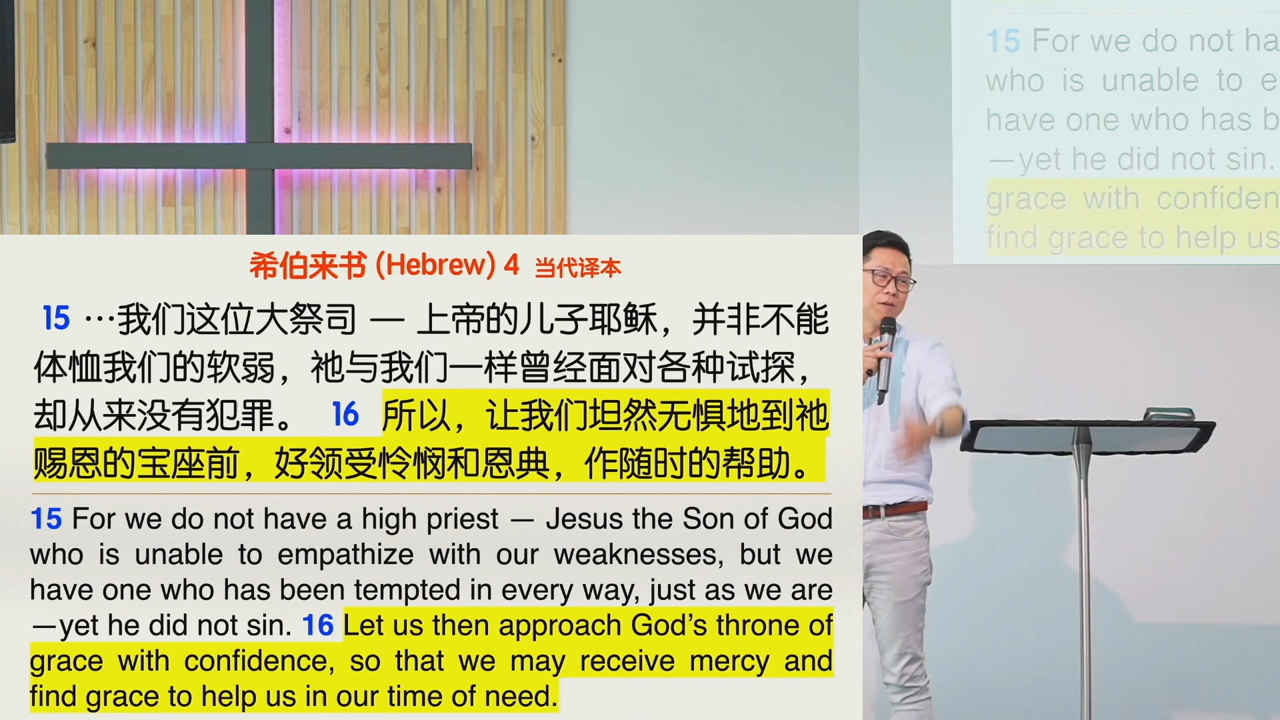 希伯来书 (Hebrew) 4 当代译本
15 …我们这位大祭司 — 上帝的儿子耶稣，并非不能
体恤我们的软弱，祂与我们一样曾经面对各种试探，
却从来没有犯罪。 16 所以，让我们坦然无惧地到祂
赐恩的宝座前，好领受怜悯和恩典，作随时的帮助。
15 For we do not have a high priest — Jesus the Son of God
who is unable to empathize with our weaknesses, but we
have one who has been tempted in every way, just as we are
—yet he did not sin. 16 Let us then approach God’s throne of
grace with confidence, so that we may receive mercy and
find grace to help us in our time of need.
15 For we do not ha
who is unable to e
have one who has b
—yet he did not sin.
grace with confiden
find grace to help us